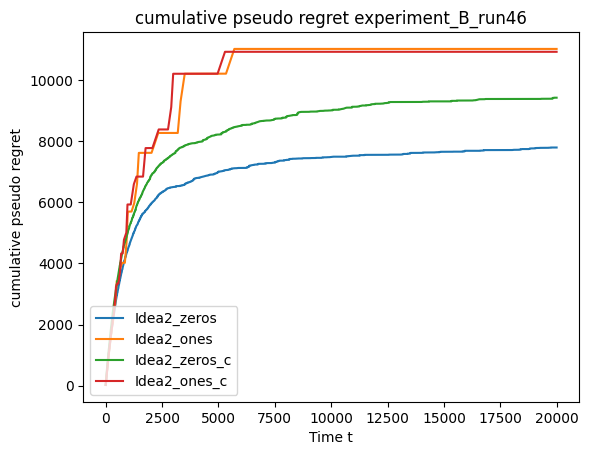 cumulative pseudo regret experiment_B_run46
cumulative pseudo regret
10000
8000
6000
4000
2000
0
Idea2_zeros
Idea2_ones
Idea2_zeros_c
Idea2_ones_c
0 2500 5000 7500 10000 12500 15000 17500 20000
Time t